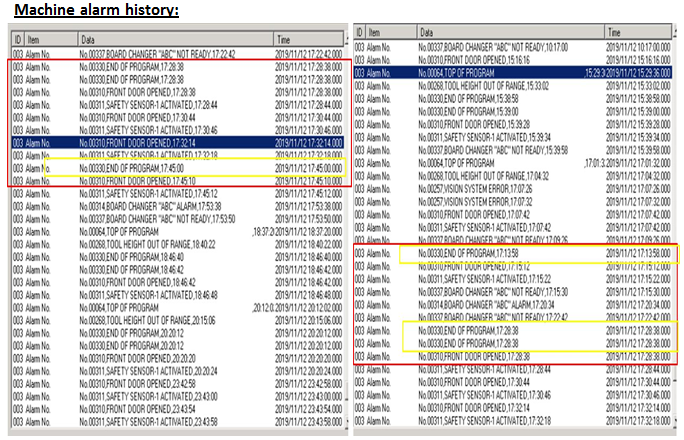 Machine alarm history:
ID Item Data Time
003 Alarm No. No.00337,BOARD CHANGER "ABC" NOT READY,17:22:42 2019/11/12 17:22:42.000
003 Alarm No. No.00330,END OF PROGRAM,17:28:38 2019/11/12 17:28:38.000
003 Alarm No. No.00330,END OF PROGRAM,17:28:38 2019/11/12 17:28:38.000
003 Alarm No. No.00310,FRONT DOOR OPENED,17:28:38 2019/11/12 17:28:38.000
003 Alarm No. No.00311,SAFETY SENSOR-1 ACTIVATED,17:28:44 2019/11/12 17:28:44.000
003 Alarm No. No.00310,FRONT DOOR OPENED,17:30:44 2019/11/12 17:30:44.000
003 Alarm No. No.00311,SAFETY SENSOR-1 ACTIVATED,17:30:46 2019/11/12 17:30:46.000
003 Alarm No. No.00310,FRONT DOOR OPENED,17:32:14 2019/11/12 17:32:14.000
003 Alarm No. No.00311,SAFETY SENSOR-1 ACTIVATED,17:32:18 2019/11/12 17:32:18.000
003 Alarm No. No.00330,END OF PROGRAM,17:45:00 2019/11/12 17:45:00.000
003 Alarm No. No.00310,FRONT DOOR OPENED,17:45:10 2019/11/12 17:45:10.000
003 Alarm No. No.00311,SAFETY SENSOR-1 ACTIVATED,17:45:12 2019/11/12 17:45:12.000
003 Alarm No. No.00314,BOARD CHANGER "ABC" ALARM,17:53:38 2019/11/12 17:53:38.000
003 Alarm No. No.00337,BOARD CHANGER "ABC" NOT READY,17:53:50 2019/11/12 17:53:50.000
003 Alarm No. No.00064,TOP OF PROGRAM ,18:37:2 2019/11/12 18:37:20.000
003 Alarm No. No.00268,TOOL HEIGHT OUT OF RANGE,18:40:22 2019/11/12 18:40:22.000
003 Alarm No. No.00330,END OF PROGRAM,18:46:40 2019/11/12 18:46:40.000
003 Alarm No. No.00330,END OF PROGRAM,18:46:42 2019/11/12 18:46:42.000
003 Alarm No. No.00310,FRONT DOOR OPENED,18:46:42 2019/11/12 18:46:42.000
003 Alarm No. No.00311,SAFETY SENSOR-1 ACTIVATED,18:46:48 2019/11/12 18:46:48.000
003 Alarm No. No.00064,TOP OF PROGRAM ,20:12:0 2019/11/12 20:12:02.000
003 Alarm No. No.00268,TOOL HEIGHT OUT OF RANGE,20:15:06 2019/11/12 20:15:06.000
003 Alarm No. No.00330,END OF PROGRAM,20:20:12 2019/11/12 20:20:12.000
003 Alarm No. No.00330,END OF PROGRAM,20:20:12 2019/11/12 20:20:12.000
003 Alarm No. No.00310,FRONT DOOR OPENED,20:20:20 2019/11/12 20:20:20.000
003 Alarm No. No.00311,SAFETY SENSOR-1 ACTIVATED,20:20:24 2019/11/12 20:20:24.000
003 Alarm No. No.00310,FRONT DOOR OPENED,23:42:58 2019/11/12 23:42:58.000
003 Alarm No. No.00311,SAFETY SENSOR-1 ACTIVATED,23:43:00 2019/11/12 23:43:00.000
003 Alarm No. No.00310,FRONT DOOR OPENED,23:43:54 2019/11/12 23:43:54.000
003 Alarm No. No.00311,SAFETY SENSOR-1 ACTIVATED,23:43:58 2019/11/12 23:43:58.000
ID Item Data Time
003 Alarm No. No.00337,BOARD CHANGER "ABC" NOT READY,10:17:00 2019/11/12 10:17:00.000
003 Alarm No. No.00310,FRONT DOOR OPENED,15:16:16 2019/11/12 15:16:16.000
003 Alarm No. No.00064,TOP OF PROGRAM ,15:29:3 2019/11/12 15:29:36.000
003 Alarm No. No.00268,TOOL HEIGHT OUT OF RANGE,15:33:02 2019/11/12 15:33:02.000
003 Alarm No. No.00330,END OF PROGRAM,15:38:58 2019/11/12 15:38:58.000
003 Alarm No. No.00330,END OF PROGRAM,15:39:00 2019/11/12 15:39:00.000
003 Alarm No. No.00310,FRONT DOOR OPENED,15:39:28 2019/11/12 15:39:28.000
003 Alarm No. No.00311,SAFETY SENSOR-1 ACTIVATED,15:39:34 2019/11/12 15:39:34.000
003 Alarm No. No.00337,BOARD CHANGER "ABC" NOT READY,15:39:58 2019/11/12 15:39:58.000
003 Alarm No. No.00064,TOP OF PROGRAM ,17:01:3 2019/11/12 17:01:32.000
003 Alarm No. No.00268,TOOL HEIGHT OUT OF RANGE,17:04:32 2019/11/12 17:04:32.000
003 Alarm No. No.00257,VISION SYSTEM ERROR,17:07:26 2019/11/12 17:07:26.000
003 Alarm No. No.00257,VISION SYSTEM ERROR,17:07:32 2019/11/12 17:07:32.000
003 Alarm No. No.00310,FRONT DOOR OPENED,17:07:42 2019/11/12 17:07:42.000
003 Alarm No. No.00311,SAFETY SENSOR-1 ACTIVATED,17:07:42 2019/11/12 17:07:42.000
003 Alarm No. No.00337,BOARD CHANGER "ABC" NOT READY,17:09:26 2019/11/12 17:09:26.000
003 Alarm No. No.00330,END OF PROGRAM,17:13:58 2019/11/12 17:13:58.000
003 Alarm No. No.00310,FRONT DOOR OPENED,17:15:12 2019/11/12 17:15:12.000
003 Alarm No. No.00311,SAFETY SENSOR-1 ACTIVATED,17:15:22 2019/11/12 17:15:22.000
003 Alarm No. No.00337,BOARD CHANGER "ABC" NOT READY,17:15:30 2019/11/12 17:15:30.000
003 Alarm No. No.00314,BOARD CHANGER "ABC" ALARM,17:20:34 2019/11/12 17:20:34.000
003 Alarm No. No.00337,BOARD CHANGER "ABC" NOT READY,17:22:42 2019/11/12 17:22:42.000
003 Alarm No. No.00330,END OF PROGRAM,17:28:38 2019/11/12 17:28:38.000
003 Alarm No. No.00330,END OF PROGRAM,17:28:38 2019/11/12 17:28:38.000
003 Alarm No. No.00310,FRONT DOOR OPENED,17:28:38 2019/11/12 17:28:38.000
003 Alarm No. No.00311,SAFETY SENSOR-1 ACTIVATED,17:28:44 2019/11/12 17:28:44.000
003 Alarm No. No.00310,FRONT DOOR OPENED,17:30:44 2019/11/12 17:30:44.000
003 Alarm No. No.00311,SAFETY SENSOR-1 ACTIVATED,17:30:46 2019/11/12 17:30:46.000
003 Alarm No. No.00310,FRONT DOOR OPENED,17:32:14 2019/11/12 17:32:14.000
003 Alarm No. No.00311,SAFETY SENSOR-1 ACTIVATED,17:32:18 2019/11/12 17:32:18.000